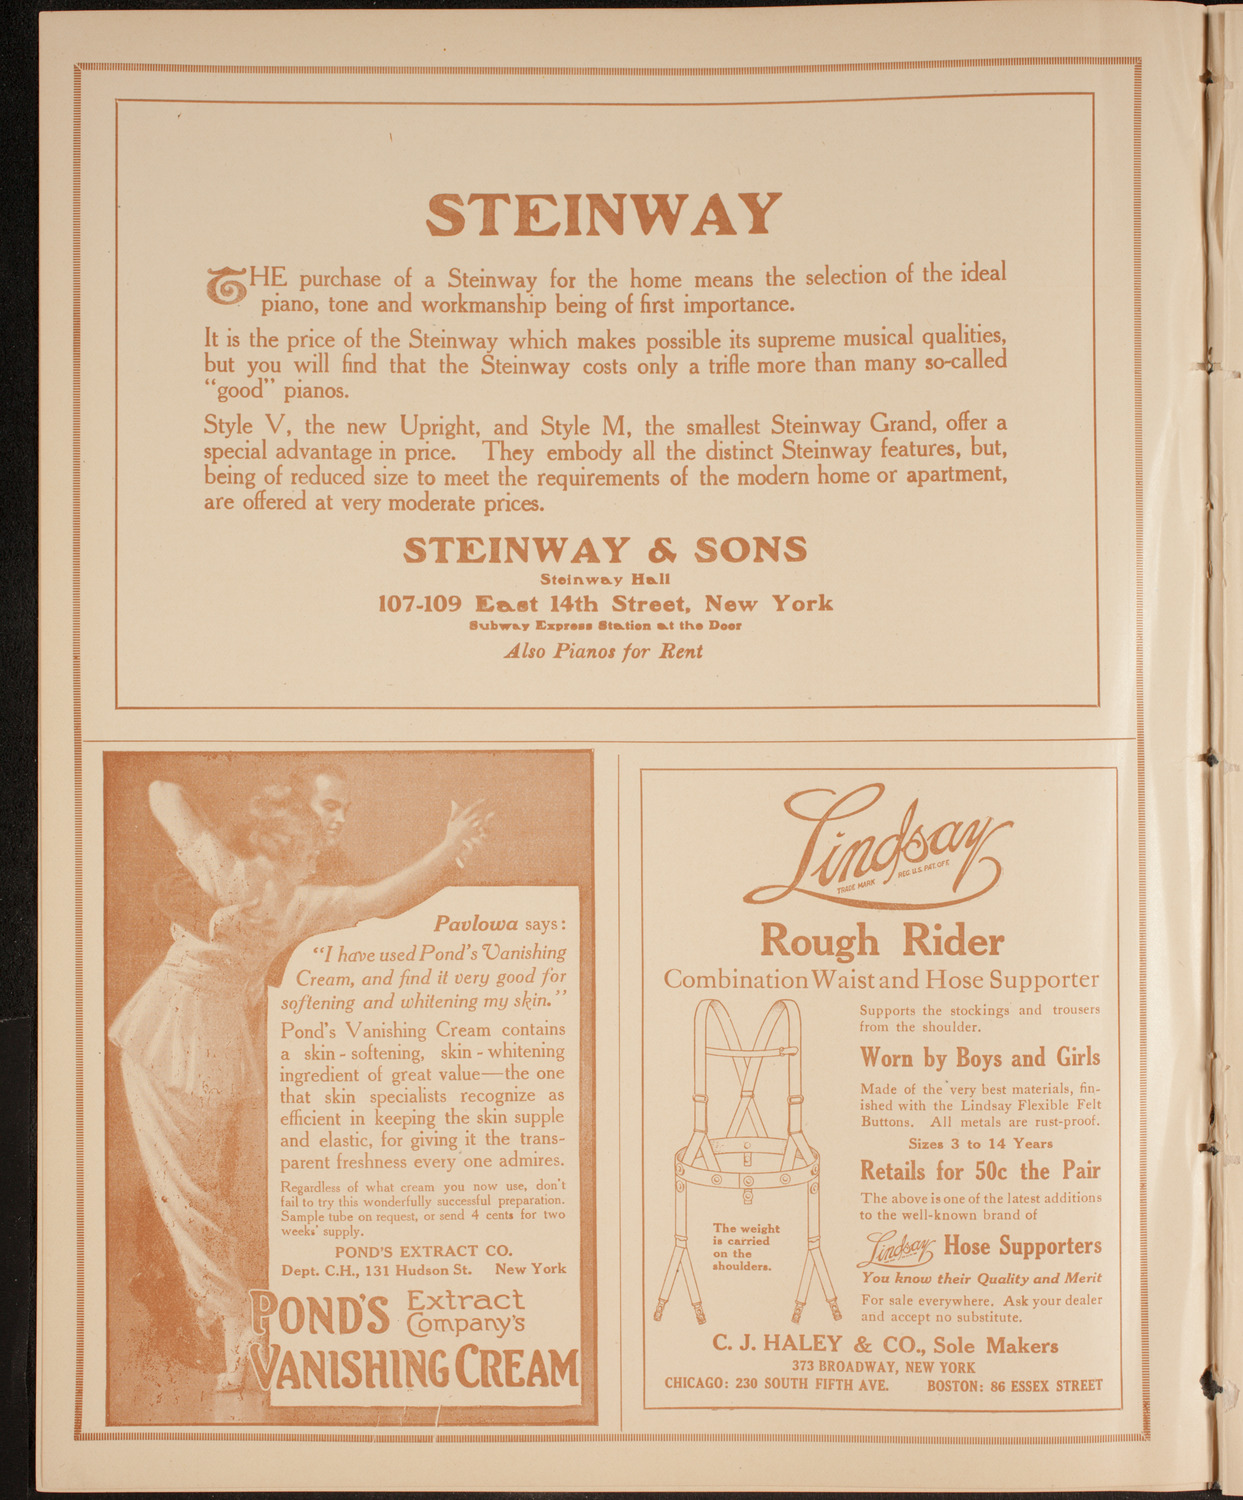 STEINWAY
THE purchase of a Steinway for the home means the selection of the ideal
piano, tone and workmanship being of first importance.
It is the price of the Steinway which makes possible its supreme musical qualities,
but you will find that the Steinway costs only a trifle more than many so-called
"good" pianos.
Style V, the new Upright, and Style M, the smallest Steinway Grand, offer a
special advantage in price. They embody all the distinct Steinway features, but,
being of reduced size to meet the requirements of the modern home or apartment,
are offered at very moderate prices.
STEINWAY & SONS
Steinway Hall
107-109 East 14th Street, New York
Subway Express Station at the Door
Also Pianos for Rent
Pavlowa says:
"I have used Pond's Vanishing
Cream, and find it very good for
softening and whitening my skin."
Pond's Vanishing Cream contains
a skin-softening, skin-whitening
ingredient of great value—the one
that skin specialists recognize as
efficient in keeping the skin supple
and elastic, for giving it the trans-
parent freshness every one admires.
Regardless of what cream you now use, don't
fail to try this wonderfully successful preparation.
Sample tube on request, or send 4 cents for two
weeks' supply.
POND'S EXTRACT CO.
Dept. C.H., 131 Hudson St. New York
POND'S Extract
Company's
VANISHING CREAM
Lindsay
TRADE MARK REG. U.S. PAT. OFF.
Rough Rider
Combination Waist and Hose Supporter
Supports the stockings and trousers
from the shoulder.
Worn by Boys and Girls
Made of the very best materials, fin-
ished with the Lindsay Flexible Felt
Buttons. All metals are rust-proof.
Sizes 3 to 14 Years
Retails for 50c the Pair
The above is one of the latest additions
to the well-known brand of
Lindsay Hose Supporters
You know their Quality and Merit
For sale everywhere. Ask your dealer
and accept no substitute.
The weight
is carried
on the
shoulders.
C. J. HALEY & CO., Sole Makers
373 BROADWAY, NEW YORK
CHICAGO: 230 SOUTH FIFTH AVE. BOSTON: 86 ESSEX STREET